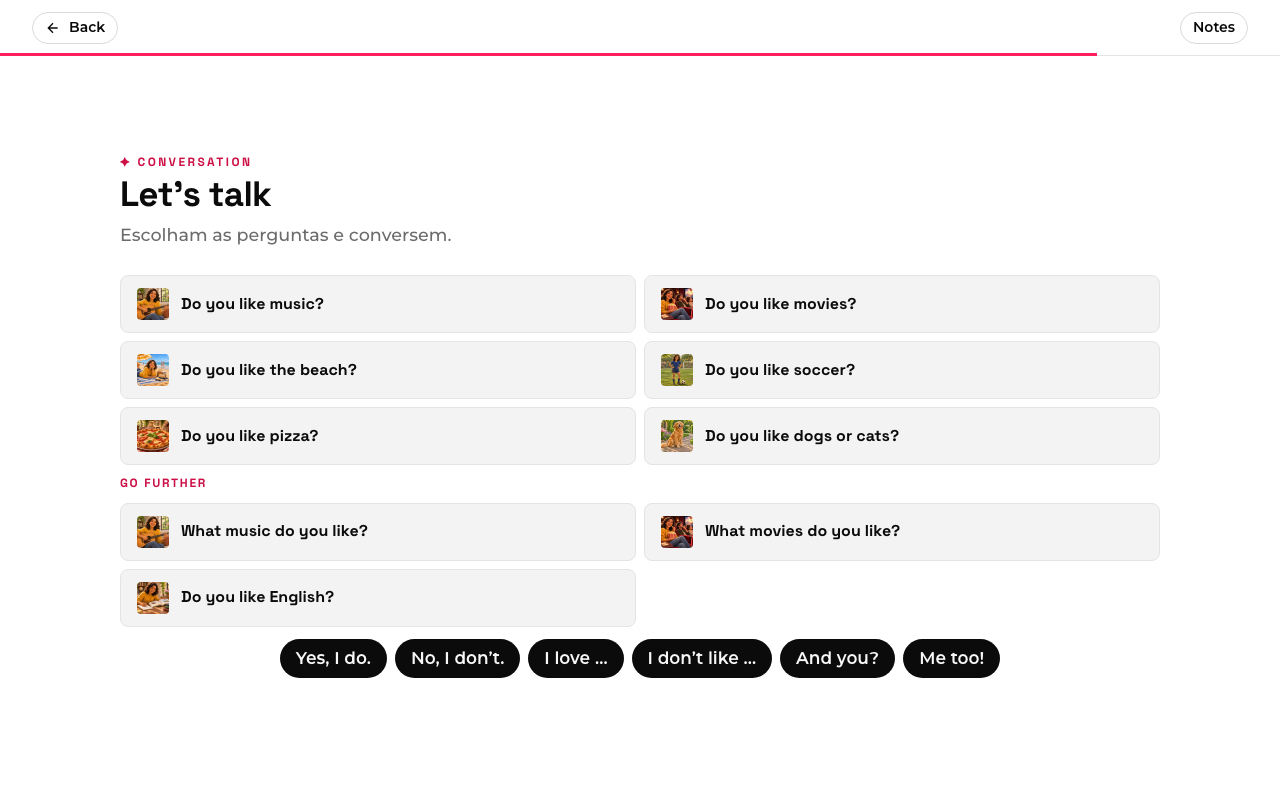 Back
Notes
CONVERSATION
Let's talk
Escolham as perguntas e conversem.
Do you like music?
Do you like movies?
Do you like the beach?
Do you like soccer?
Do you like pizza?
Do you like dogs or cats?
GO FURTHER
What music do you like?
What movies do you like?
Do you like English?
Yes, I do.
No, I don't.
I love ...
I don't like ...
And you?
Me too!